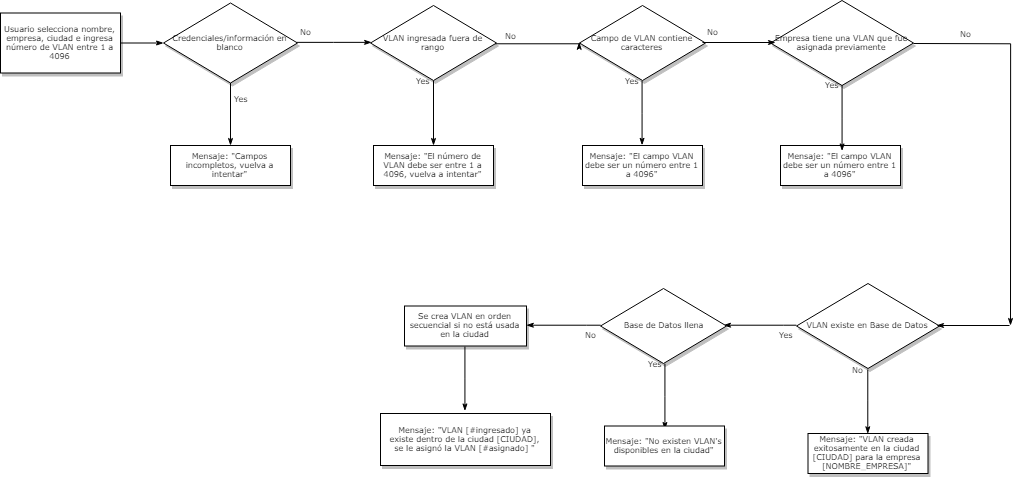 Usuario selecciona nombre,
empresa, ciudad e ingresa
número de VLAN entre 1 a
4096
Credenciales/información en
blanco
No
Yes
VLAN ingresada fuera de
rango
No
Yes
Campo de VLAN contiene
caracteres
No
Yes
Empresa tiene una VLAN que fue
asignada previamente
No
Yes
Mensaje: "Campos
incompletos, vuelva a
intentar"
Mensaje: "El número de
VLAN debe ser entre 1 a
4096, vuelva a intentar"
Mensaje: "El campo VLAN
debe ser un número entre 1
a 4096"
Mensaje: "El campo VLAN
debe ser un número entre 1
a 4096"
VLAN existe en Base de Datos
Yes
No
Base de Datos llena
No
Yes
Se crea VLAN en orden
secuencial si no está usada
en la ciudad
Mensaje: "VLAN [#ingresado] ya
existe dentro de la ciudad [CIUDAD],
se le asignó la VLAN [#asignado] "
Mensaje: "No existen VLAN's
disponibles en la ciudad"
Mensaje: "VLAN creada
exitosamente en la ciudad
[CIUDAD] para la empresa
[NOMBRE_EMPRESA]"